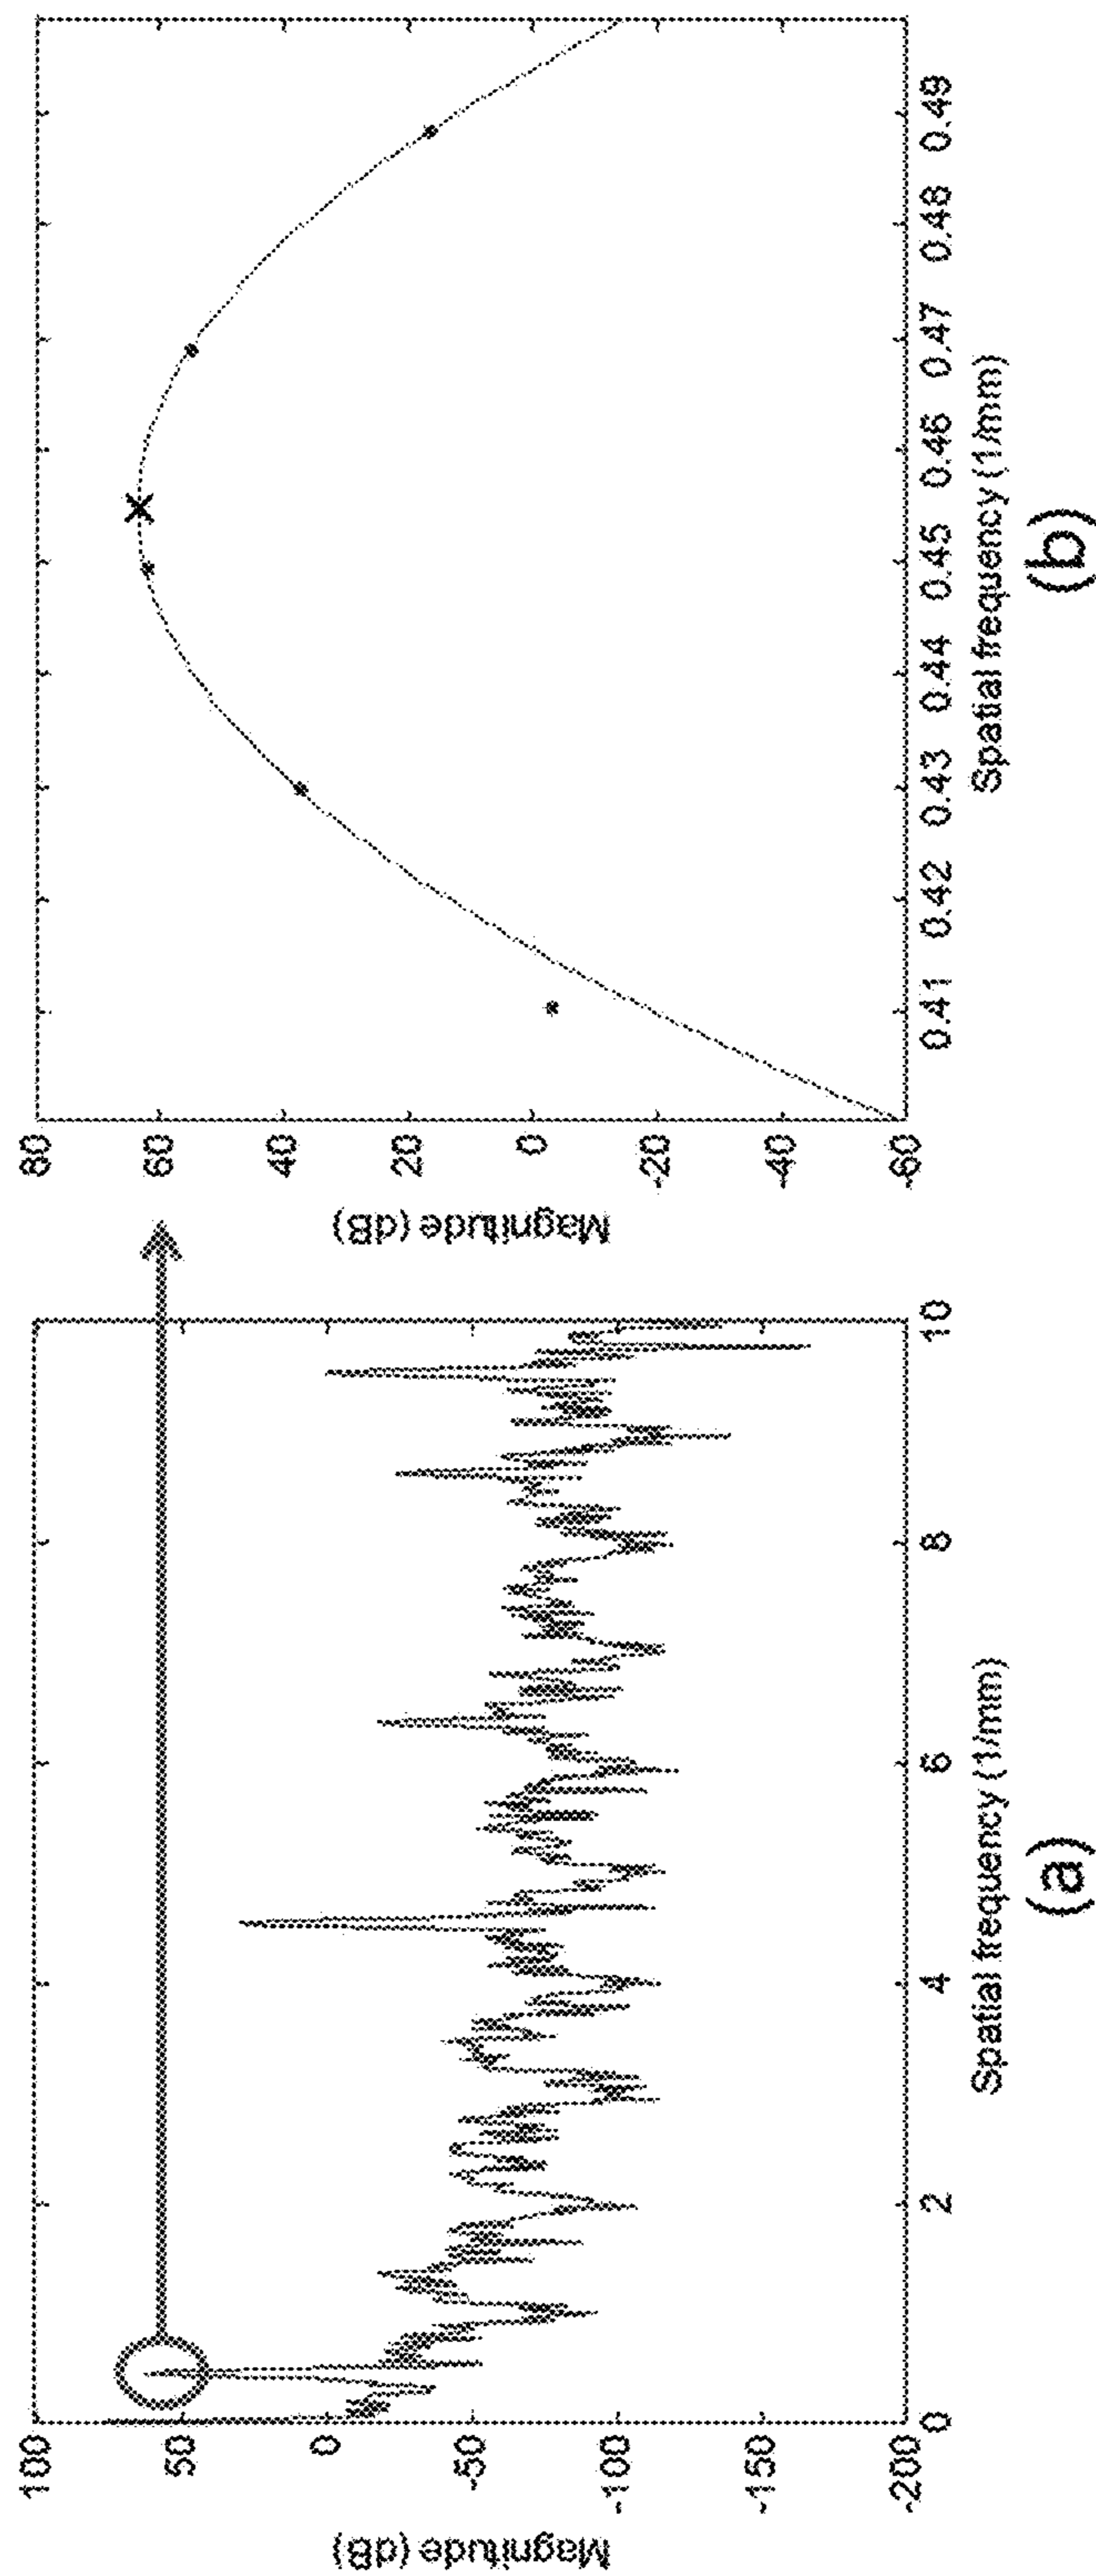 Magnitude (dB)
100
50
0
-50
-100
-150
-200
0 2 4 6 8 10
Spatial frequency (1/mm)
(a)
Magnitude (dB)
80
60
40
20
0
-20
-40
-60
0.41 0.42 0.43 0.44 0.45 0.46 0.47 0.48 0.49
Spatial frequency (1/mm)
(b)